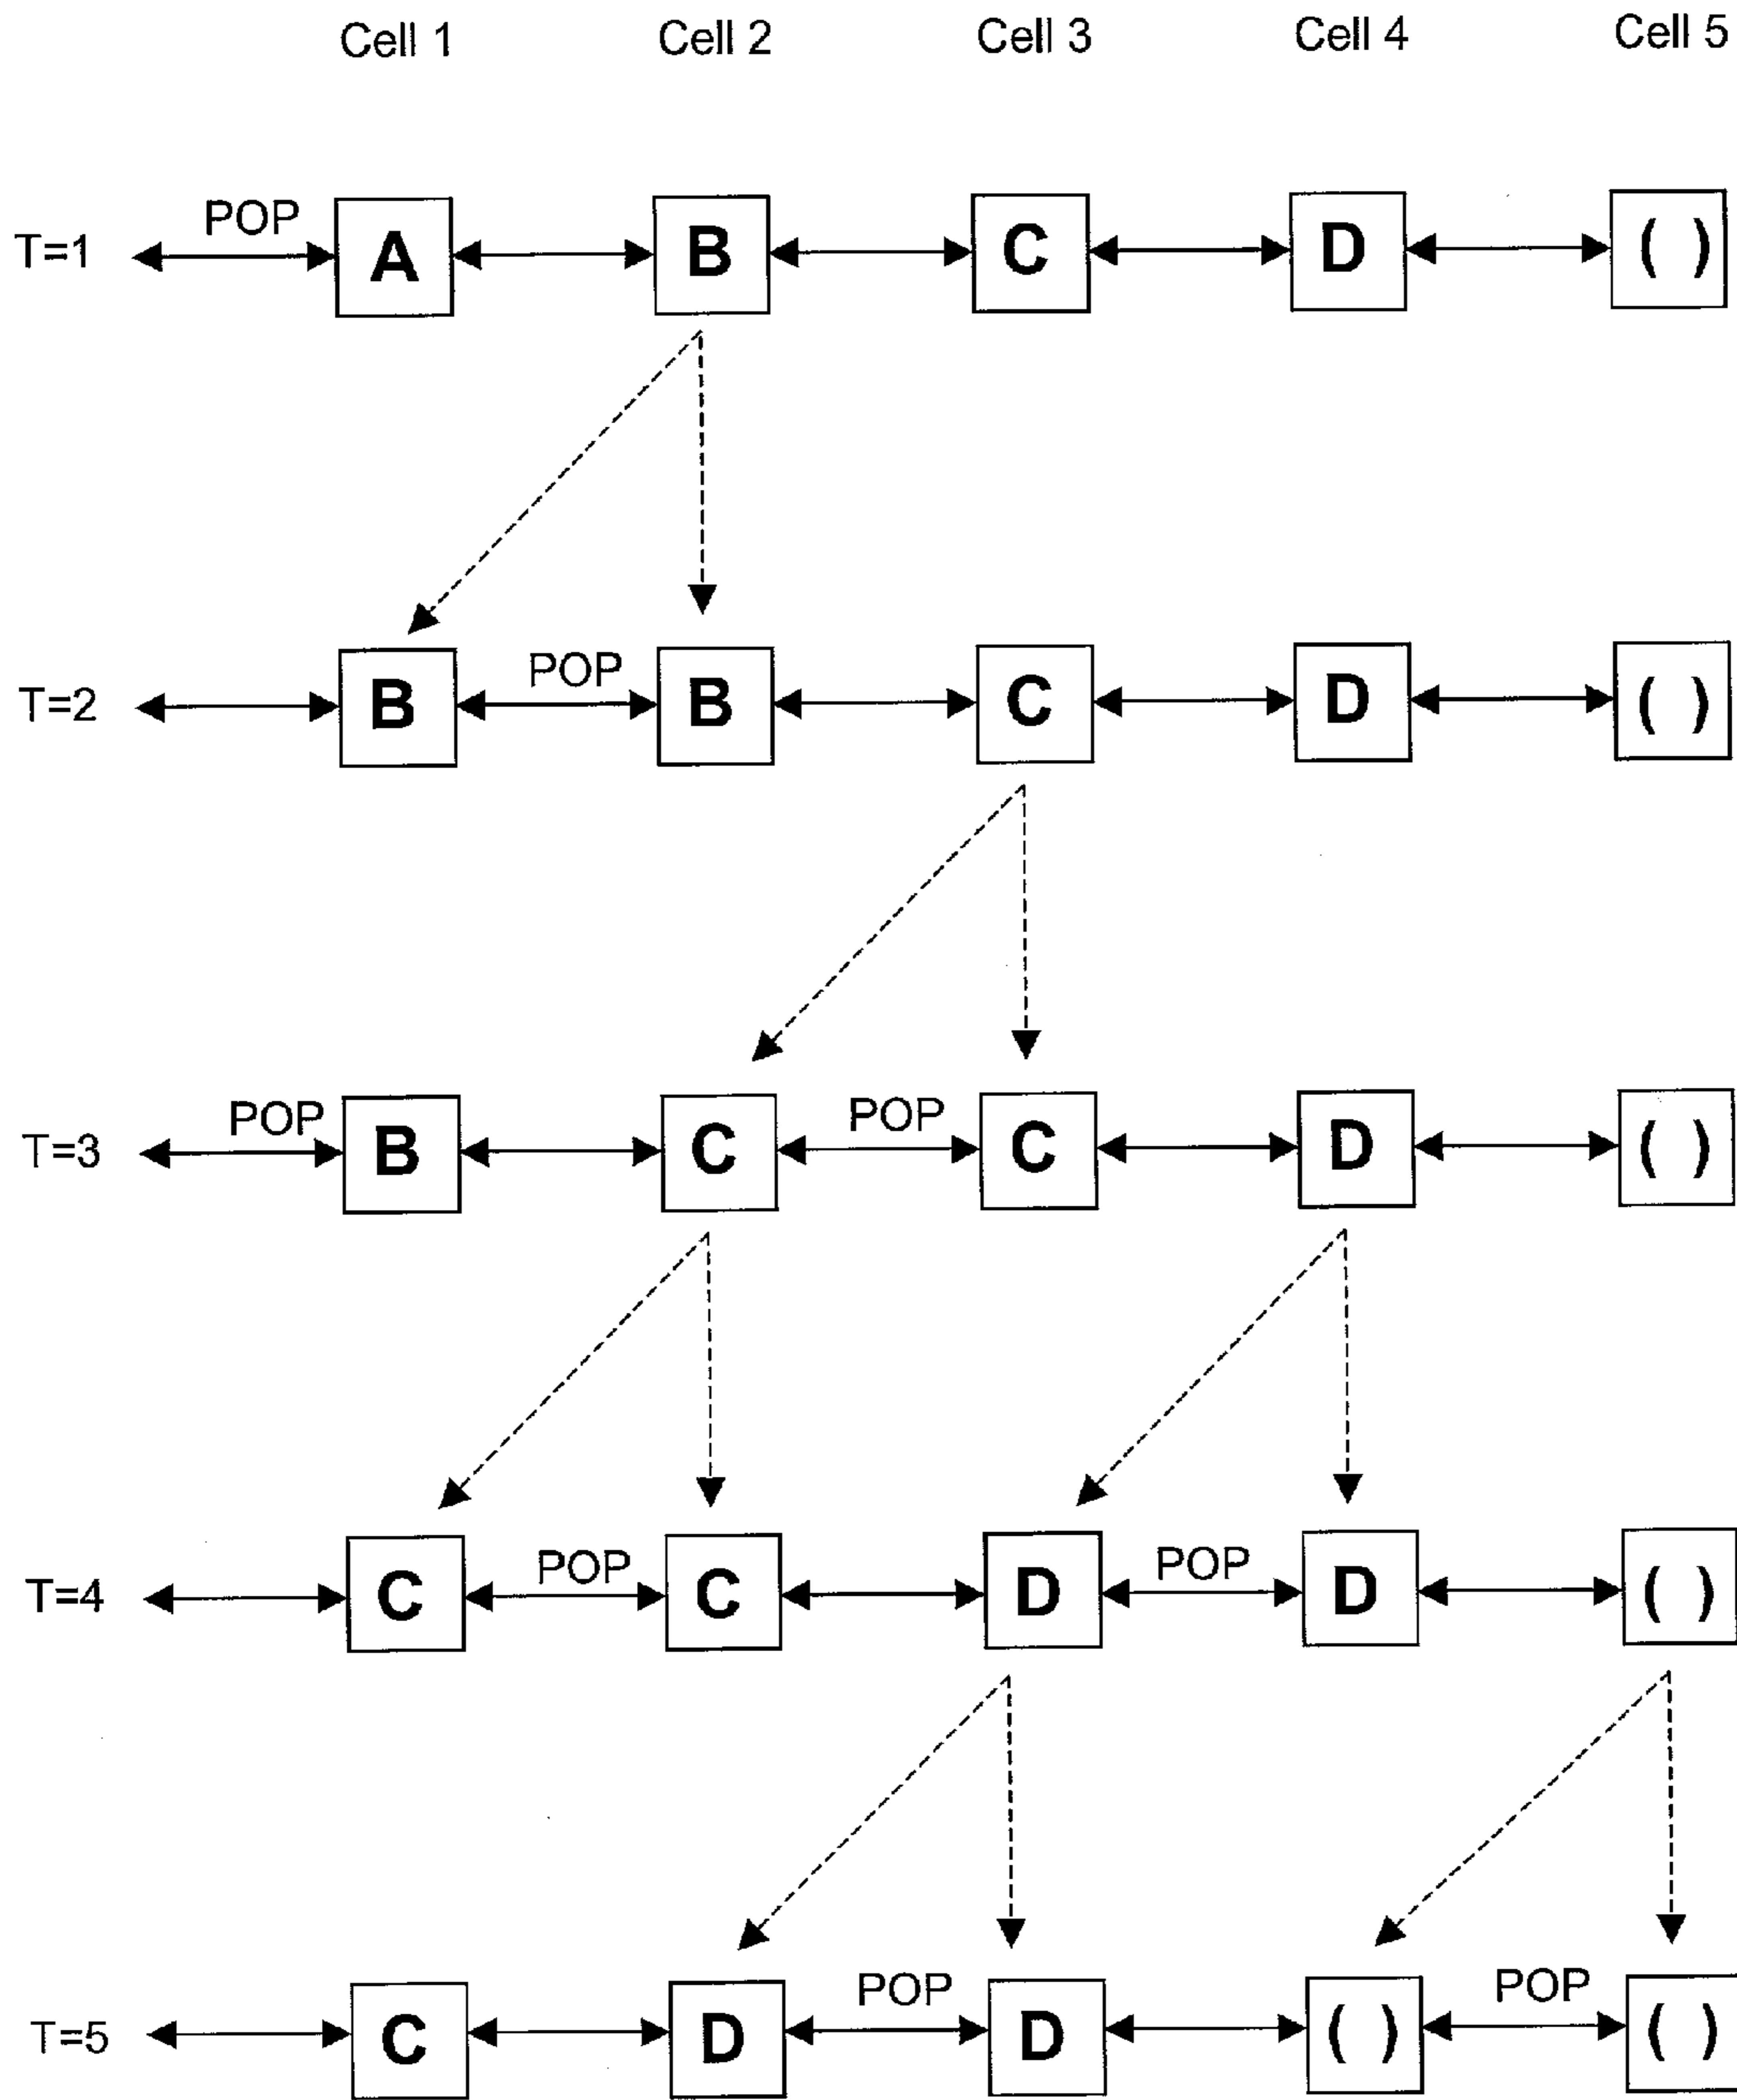 Cell 1 Cell 2 Cell 3 Cell 4 Cell 5
POP
T=1 A B C D ( )
POP
T=2 B B C D ( )
POP POP
T=3 B C C D ( )
POP POP
T=4 C C D D ( )
POP POP
T=5 C D D ( ) ( )